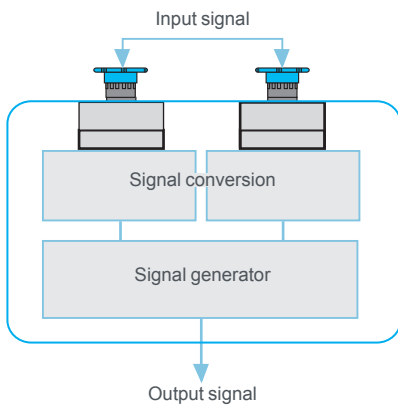 Input signal
Signal conversion
Signal generator
Output signal